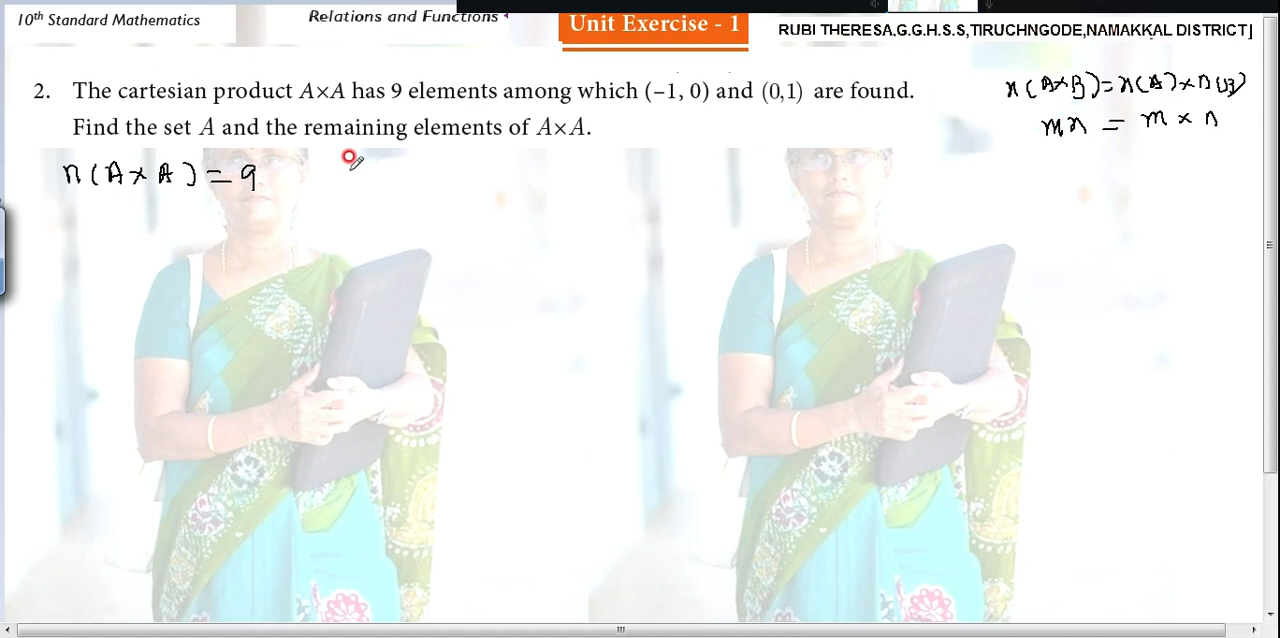 10th Standard Mathematics
Relations and Functions
Unit Exercise - 1
RUBI THERESA,G.G.H.S.S,TIRUCHNGODE,NAMAKKAL DISTRICT]
2. The cartesian product A×A has 9 elements among which (–1, 0) and (0,1) are found.
Find the set A and the remaining elements of A×A.
n(A×B)=n(A)×n(B)
mn = m × n
n(A×A) = 9